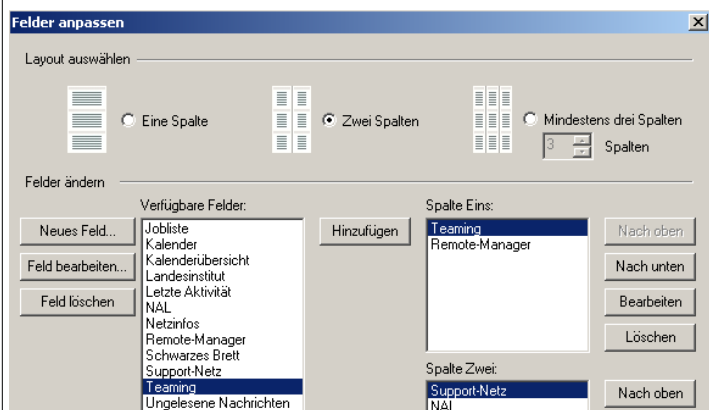 Felder anpassen
Layout auswählen
Eine Spalte
Zwei Spalten
Mindestens drei Spalten
3 Spalten
Felder ändern
Verfügbare Felder:
Spalte Eins:
Neues Feld...
Feld bearbeiten...
Feld löschen
Jobliste
Kalender
Kalenderübersicht
Landesinstitut
Letzte Aktivität
NAL
Netzinfos
Remote-Manager
Schwarzes Brett
Support-Netz
Teaming
Ungelesene Nachrichten
Hinzufügen
Teaming
Remote-Manager
Nach oben
Nach unten
Bearbeiten
Löschen
Spalte Zwei:
Support-Netz
NAL
Nach oben